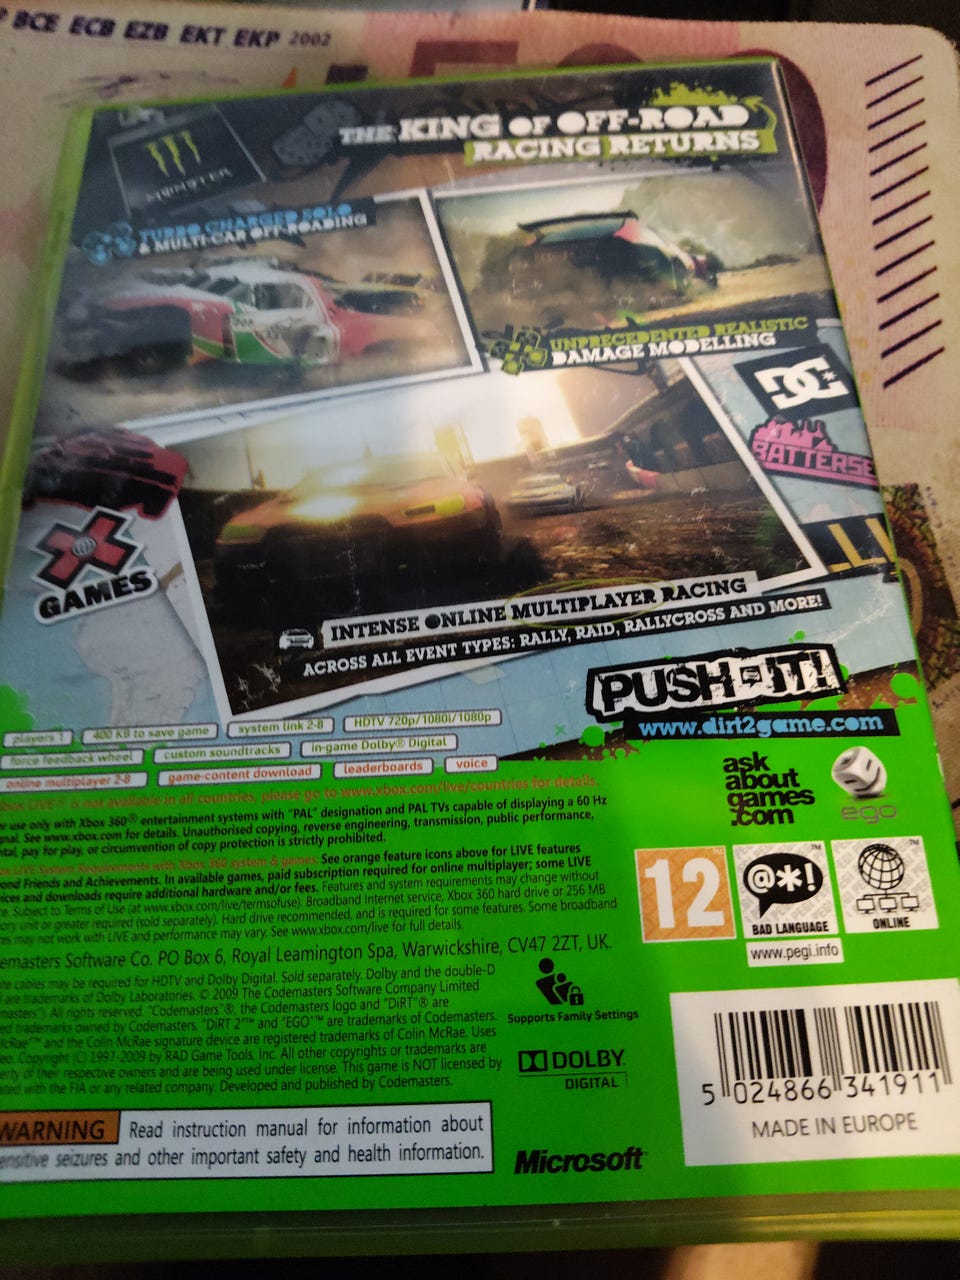 BCE ECB EZB EKT EKP 2002
MONSTER
THE KING OF OFF-ROAD
RACING RETURNS
TURBO CHARGED SOLO
& MULTI-CAR OFF-ROADING
UNPRECEDENTED REALISTIC
DAMAGE MODELLING
DC
BATTERSE
X
GAMES
INTENSE ONLINE MULTIPLAYER RACING
ACROSS ALL EVENT TYPES: RALLY, RAID, RALLYCROSS AND MORE!
PUSH IT!
www.dirt2game.com
players 1
400 KB to save game
system link 2-8
HDTV 720p/1080i/1080p
force feedback wheel
custom soundtracks
in-game Dolby® Digital
online multiplayer 2-8
game-content download
leaderboards
voice
LIVE® is not available in all countries, please go to www.xbox.com/live/countries for details.
use only with Xbox 360® entertainment systems with "PAL" designation and PAL TVs capable of displaying a 60 Hz
See www.xbox.com for details. Unauthorised copying, reverse engineering, transmission, public performance,
pay for play, or circumvention of copy protection is strictly prohibited.
LIVE System Requirements with Xbox 360 system & games: See orange feature icons above for LIVE features
Friends and Achievements. In available games, paid subscription required for online multiplayer; some LIVE
and downloads require additional hardware and/or fees. Features and system requirements may change without
Subject to Terms of Use (at www.xbox.com/live/termsofuse). Broadband Internet service, Xbox 360 hard drive or 256 MB
unit or greater required (sold separately). Hard drive recommended, and is required for some features. Some broadband
may not work with LIVE and performance may vary. See www.xbox.com/live for full details.
emasters Software Co. PO Box 6, Royal Leamington Spa, Warwickshire, CV47 2ZT, UK.
cables may be required for HDTV and Dolby Digital. Sold separately. Dolby and the double-D
are trademarks of Dolby Laboratories. © 2009 The Codemasters Software Company Limited
masters"). All rights reserved. "Codemasters"®, the Codemasters logo and "DiRT"® are
trademarks owned by Codemasters. "DiRT 2"™ and "EGO"™ are trademarks of Codemasters.
McRae™ and the Colin McRae signature device are registered trademarks of Colin McRae. Uses
Copyright (C) 1997-2009 by RAD Game Tools, Inc. All other copyrights or trademarks are
of their respective owners and are being used under license. This game is NOT licensed by
with the FIA or any related company. Developed and published by Codemasters.
ask
about
games
.com
ego
12
@*!
BAD LANGUAGE
ONLINE
www.pegi.info
Supports Family Settings
DOLBY
DIGITAL
5 024866 341911
MADE IN EUROPE
WARNING Read instruction manual for information about
seizures and other important safety and health information.
Microsoft